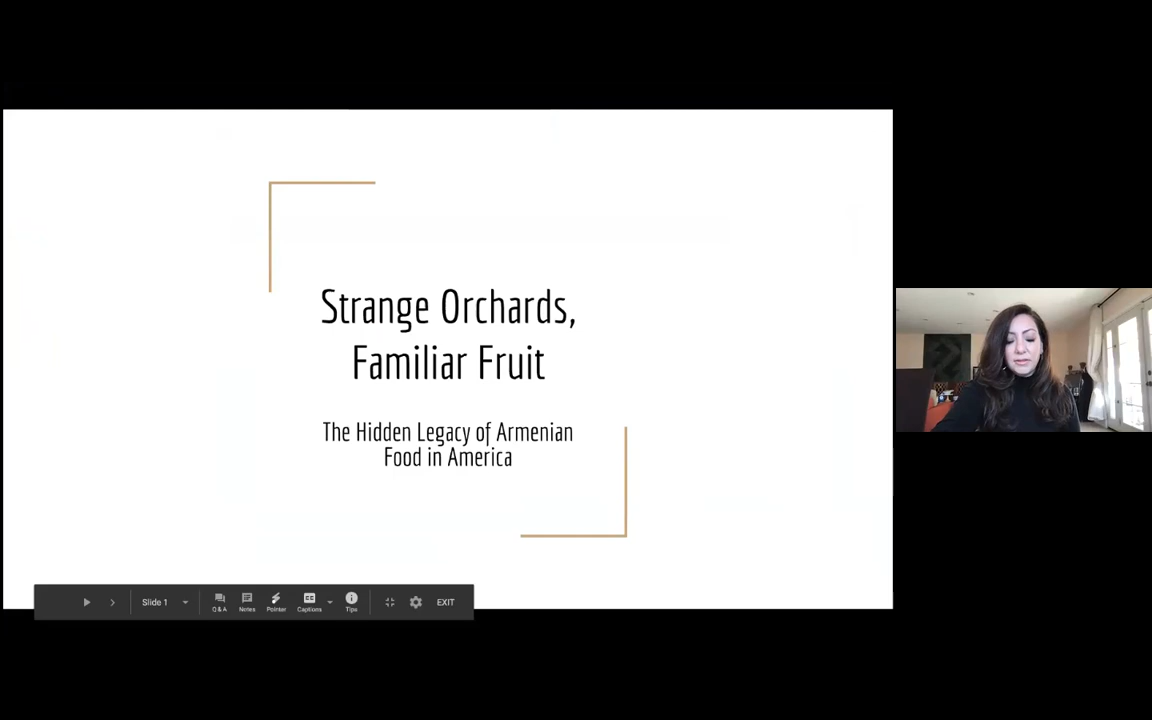 Strange Orchards,
Familiar Fruit
The Hidden Legacy of Armenian
Food in America
Slide 1
Q&A
Notes
Pointer
Captions
Tips
EXIT